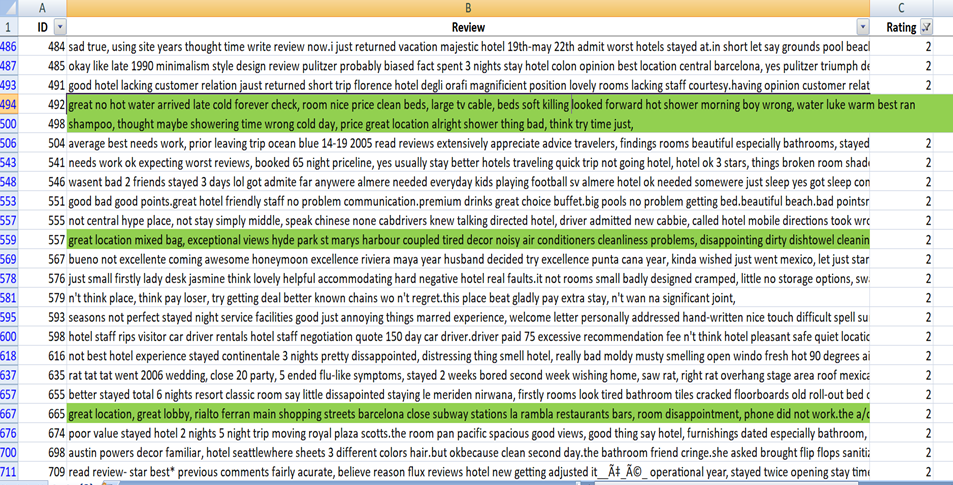 A B C
1 ID Review Rating
486 484 sad true, using site years thought time write review now.i just returned vacation majestic hotel 19th-may 22th admit worst hotels stayed at.in short let say grounds pool beach 2
487 485 okay like late 1990 minimalism style design review pulitzer probably biased fact spent 3 nights stay hotel colon opinion best location central barcelona, yes pulitzer triumph de 2
493 491 good hotel lacking customer relation jaust returned short trip florence hotel degli orafi magnificient position lovely rooms lacking staff courtesy.having opinion customer relat 2
494 492 great no hot water arrived late cold forever check, room nice price clean beds, large tv cable, beds soft killing looked forward hot shower morning boy wrong, water luke warm best ran
500 498 shampoo, thought maybe showering time wrong cold day, price great location alright shower thing bad, think try time just,
506 504 average best needs work, prior leaving trip ocean blue 14-19 2005 read reviews extensively appreciate advice travelers, findings rooms beautiful especially bathrooms, stayed 2
543 541 needs work ok expecting worst reviews, booked 65 night priceline, yes usually stay better hotels traveling quick trip not going hotel, hotel ok 3 stars, things broken room shade 2
548 546 wasent bad 2 friends stayed 3 days lol got admite far anywere almere needed everyday kids playing football sv almere hotel ok needed somewere just sleep yes got sleep con 2
553 551 good bad good points.great hotel friendly staff no problem communication.premium drinks great choice buffet.big pools no problem getting bed.beautiful beach.bad pointsr 2
557 555 not central hype place, not stay simply middle, speak chinese none cabdrivers knew talking directed hotel, driver admitted new cabbie, called hotel mobile directions took wro 2
559 557 great location mixed bag, exceptional views hyde park st marys harbour coupled tired decor noisy air conditioners cleanliness problems, disappointing dirty dishtowel cleanin 2
569 567 bueno not excellente coming awesome honeymoon excellence riviera maya year husband decided try excellence punta cana year, kinda wished just went mexico, let just star 2
578 576 just small firstly lady desk jasmine think lovely helpful accommodating hard negative hotel real faults.it not rooms small badly designed cramped, little no storage options, swa 2
581 579 n't think place, think pay loser, try getting deal better known chains wo n't regret.this place beat gladly pay extra stay, n't wan na significant joint, 2
595 593 seasons not perfect stayed night service facilities good just annoying things marred experience, welcome letter personally addressed hand-written nice touch difficult spell su 2
600 598 hotel staff rips visitor car driver rentals hotel staff negotiation quote 150 day car driver.driver paid 75 excessive recommendation fee n't think hotel pleasant safe quiet locatio 2
618 616 not best hotel experience stayed continentale 3 nights pretty dissappointed, distressing thing smell hotel, really bad moldy musty smelling open windo fresh hot 90 degrees ai 2
637 635 rat tat tat went 2006 wedding, close 20 party, 5 ended flu-like symptoms, stayed 2 weeks bored second week wishing home, saw rat, right rat overhang stage area roof mexica 2
657 655 better stayed total 6 nights resort classic room say little dissapointed staying le meriden nirwana, firstly rooms look tired bathroom tiles cracked floorboards old roll-out bed c 2
667 665 great location, great lobby, rialto ferran main shopping streets barcelona close subway stations la rambla restaurants bars, room disappointment, phone did not work.the a/c 2
676 674 poor value stayed hotel 2 nights 5 night trip moving royal plaza scotts.the room pan pacific spacious good views, good thing say hotel, furnishings dated especially bathroom, 2
700 698 austin powers decor familiar, hotel seattlewhere sheets 3 different colors hair.but okbecause clean second day.the bathroom friend cringe.she asked brought flip flops sanitiz 2
711 709 read review- star best* previous comments fairly acurate, believe reason flux reviews hotel new getting adjusted it__Ã‡_Ã©_ operational year, stayed twice opening stay time 2